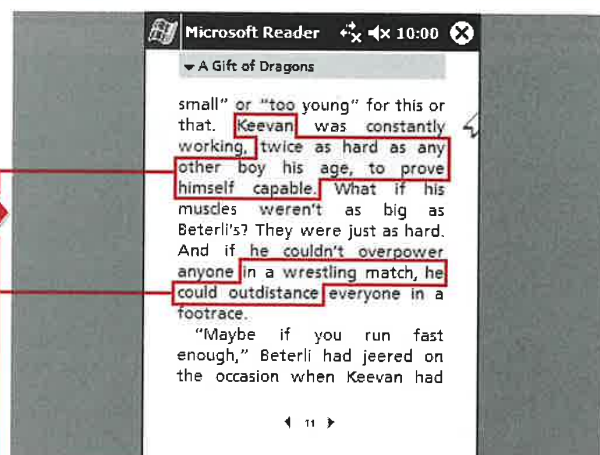 Microsoft Reader 10:00
A Gift of Dragons
small” or “too young” for this or
that. Keevan was constantly
working, twice as hard as any
other boy his age, to prove
himself capable. What if his
muscles weren't as big as
Beterli's? They were just as hard.
And if he couldn't overpower
anyone in a wrestling match, he
could outdistance everyone in a
footrace.
“Maybe if you run fast
enough,” Beterli had jeered on
the occasion when Keevan had
11